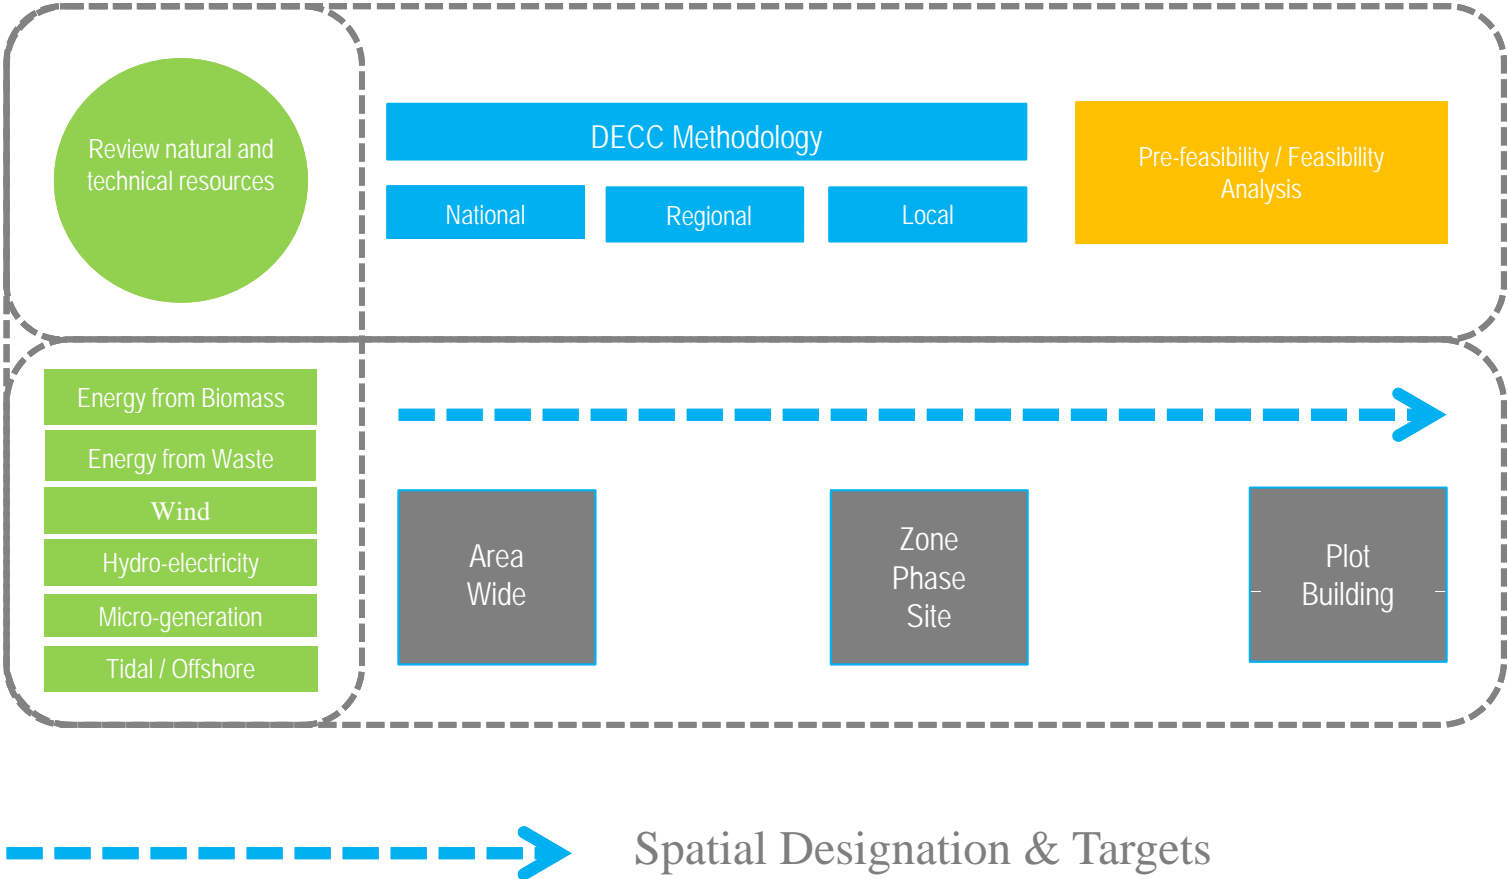 Review natural and
technical resources
DECC Methodology
National
Regional
Local
Pre-feasibility / Feasibility
Analysis
Energy from Biomass
Energy from Waste
Wind
Hydro-electricity
Micro-generation
Tidal / Offshore
Area
Wide
Zone
Phase
Site
Plot
Building
Spatial Designation & Targets